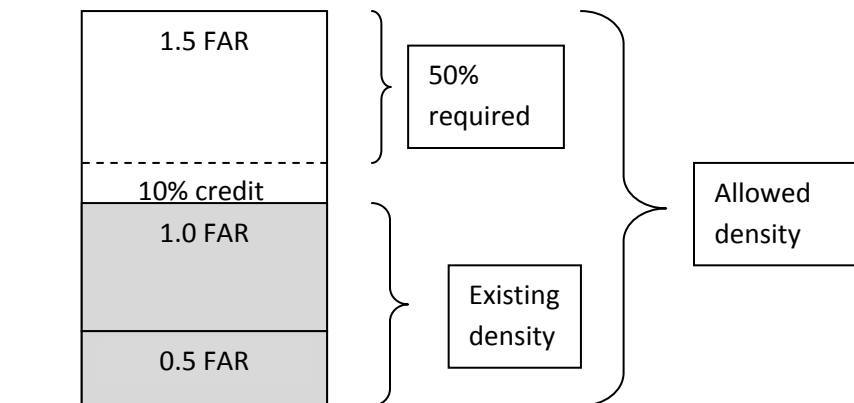 1.5 FAR
50%
required
10% credit
Allowed
density
1.0 FAR
Existing
density
0.5 FAR